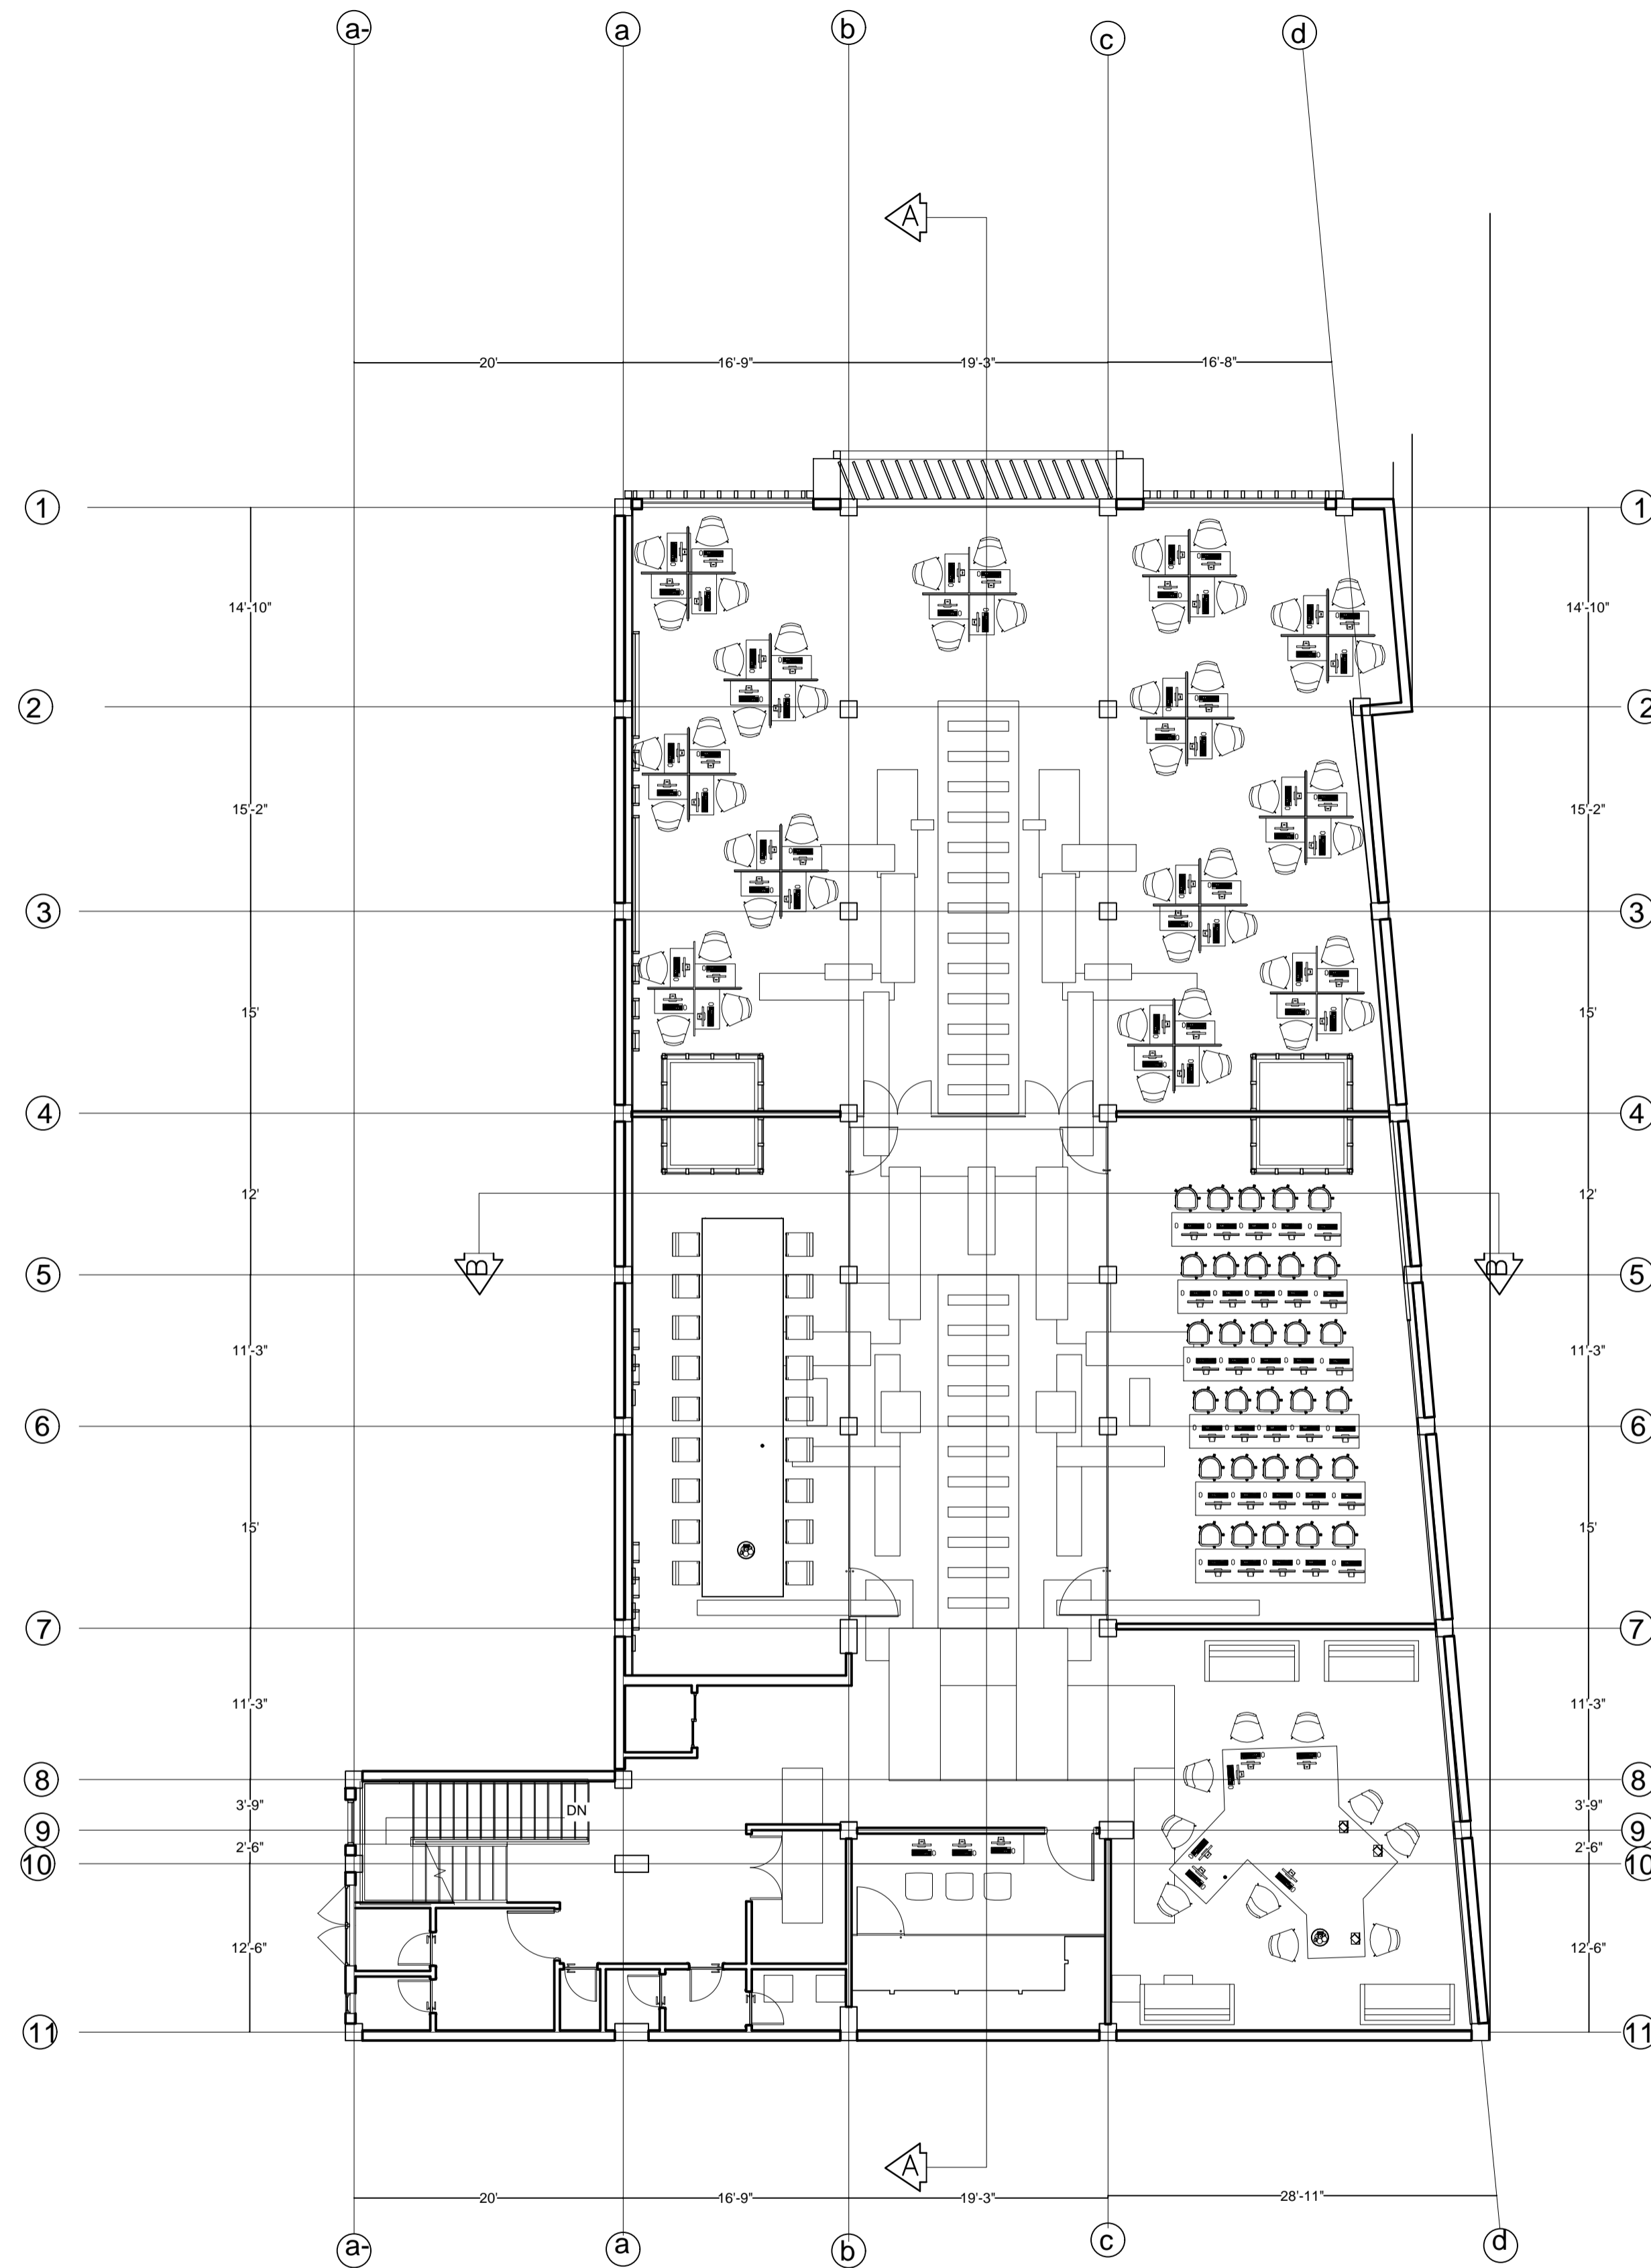 a- a b c d
A
20' 16'-9" 19'-3" 16'-8"
1 1
14'-10" 14'-10"
2 2
15'-2" 15'-2"
3 3
15' 15'
4 4
12' 12'
B B
5 5
11'-3" 11'-3"
6 6
15' 15'
7 7
11'-3" 11'-3"
8 8
3'-9" DN 3'-9"
9 9
2'-6" 2'-6"
10 10
12'-6" 12'-6"
11 11
A
20' 16'-9" 19'-3" 28'-11"
a- a b c d